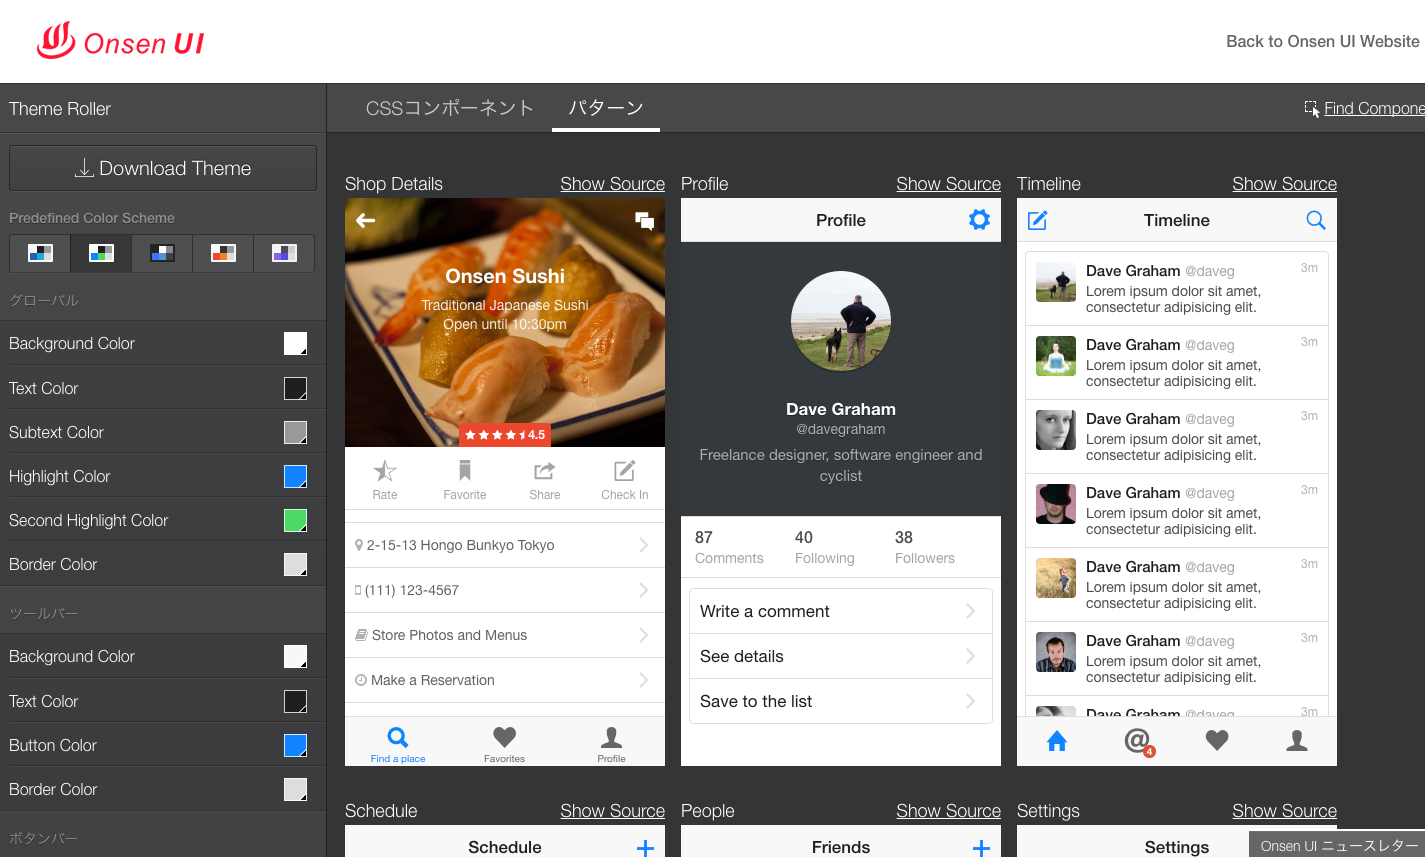 Onsen UI
Back to Onsen UI Website
Theme Roller
CSSコンポーネント
パターン
Find Compone
Download Theme
Predefined Color Scheme
グローバル
Background Color
Text Color
Subtext Color
Highlight Color
Second Highlight Color
Border Color
ツールバー
Background Color
Text Color
Button Color
Border Color
ボタンバー
Shop Details
Show Source
Onsen Sushi
Traditional Japanese Sushi
Open until 10:30pm
4.5
Rate
Favorite
Share
Check In
2-15-13 Hongo Bunkyo Tokyo
(111) 123-4567
Store Photos and Menus
Make a Reservation
Find a place
Favorites
Profile
Profile
Show Source
Profile
Dave Graham
@davegraham
Freelance designer, software engineer and
cyclist
87
40
38
Comments
Following
Followers
Write a comment
See details
Save to the list
Timeline
Show Source
Timeline
Dave Graham @daveg
3m
Lorem ipsum dolor sit amet,
consectetur adipisicing elit.
Dave Graham @daveg
3m
Lorem ipsum dolor sit amet,
consectetur adipisicing elit.
Dave Graham @daveg
3m
Lorem ipsum dolor sit amet,
consectetur adipisicing elit.
Dave Graham @daveg
3m
Lorem ipsum dolor sit amet,
consectetur adipisicing elit.
Dave Graham @daveg
3m
Lorem ipsum dolor sit amet,
consectetur adipisicing elit.
Dave Graham @daveg
3m
Lorem ipsum dolor sit amet,
consectetur adipisicing elit.
Dave Graham @daveg
3m
@
4
Schedule
Show Source
Schedule
People
Show Source
Friends
Settings
Show Source
Settings
Onsen UI ニュースレター